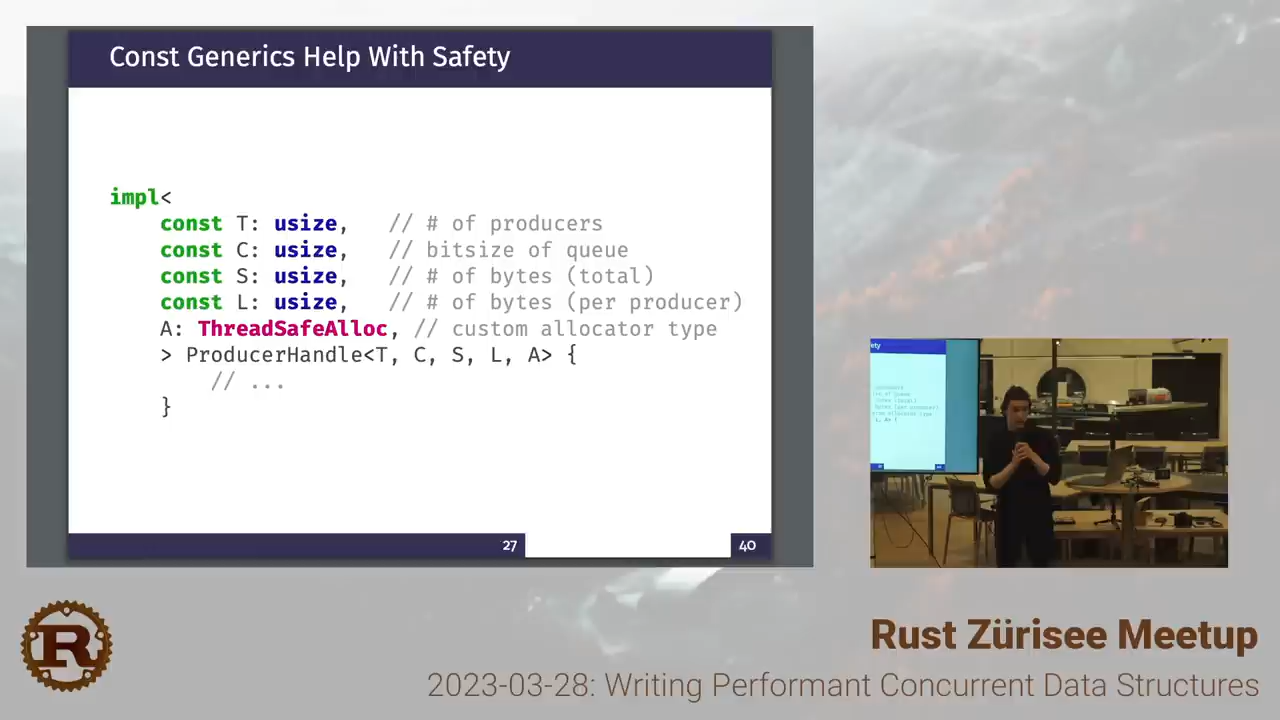 Const Generics Help With Safety
impl<
const T: usize, // # of producers
const C: usize, // bitsize of queue
const S: usize, // # of bytes (total)
const L: usize, // # of bytes (per producer)
A: ThreadSafeAlloc, // custom allocator type
> ProducerHandle<T, C, S, L, A> {
// ...
}
27
40
R
Rust Zürisee Meetup
2023-03-28: Writing Performant Concurrent Data Structures